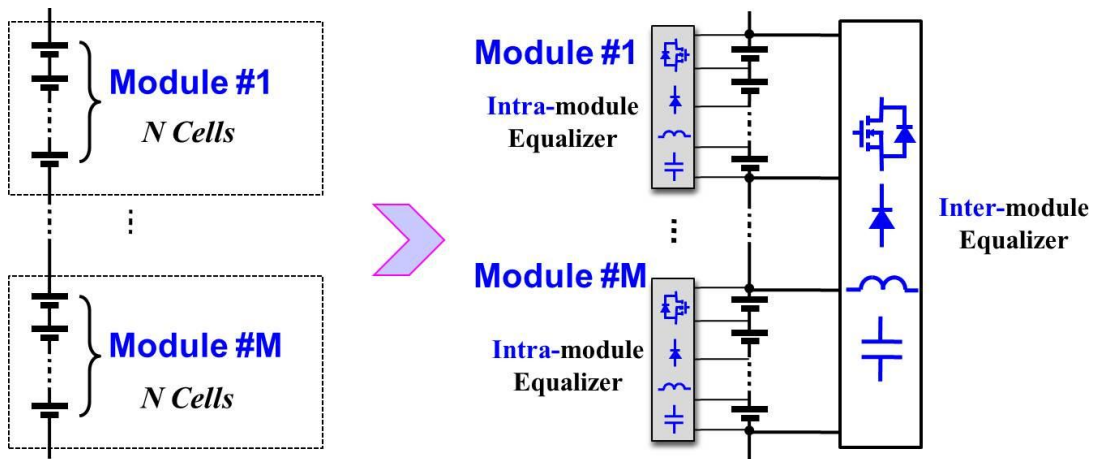 Module #1
N Cells
Module #M
N Cells
Module #1
Intra-module
Equalizer
Module #M
Intra-module
Equalizer
Inter-module
Equalizer